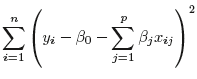 \sum_{i=1}^{n} \left( y_i - \beta_0 - \sum_{j=1}^{p} \beta_j x_{ij} \right)^2